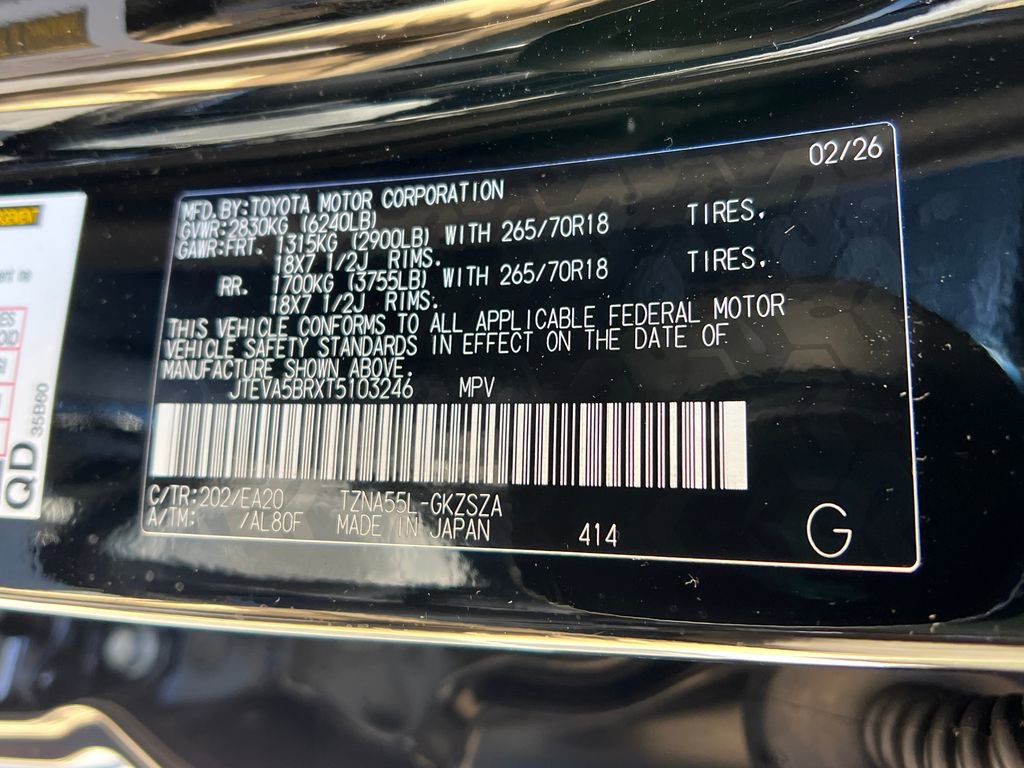 02/26
MFD.BY:TOYOTA MOTOR CORPORATION
GVWR:2830KG (6240LB)
GAWR:FRT. 1315KG (2900LB) WITH 265/70R18 TIRES,
18X7 1/2J RIMS.
RR. 1700KG (3755LB) WITH 265/70R18 TIRES,
18X7 1/2J RIMS.
THIS VEHICLE CONFORMS TO ALL APPLICABLE FEDERAL MOTOR
VEHICLE SAFETY STANDARDS IN EFFECT ON THE DATE OF
MANUFACTURE SHOWN ABOVE.
JTEVA5BRXT5103246 MPV
C/TR:202/EA20 TZNA55L-GKZSZA
A/TM: /AL80F MADE IN JAPAN 414
G
QD
35B60